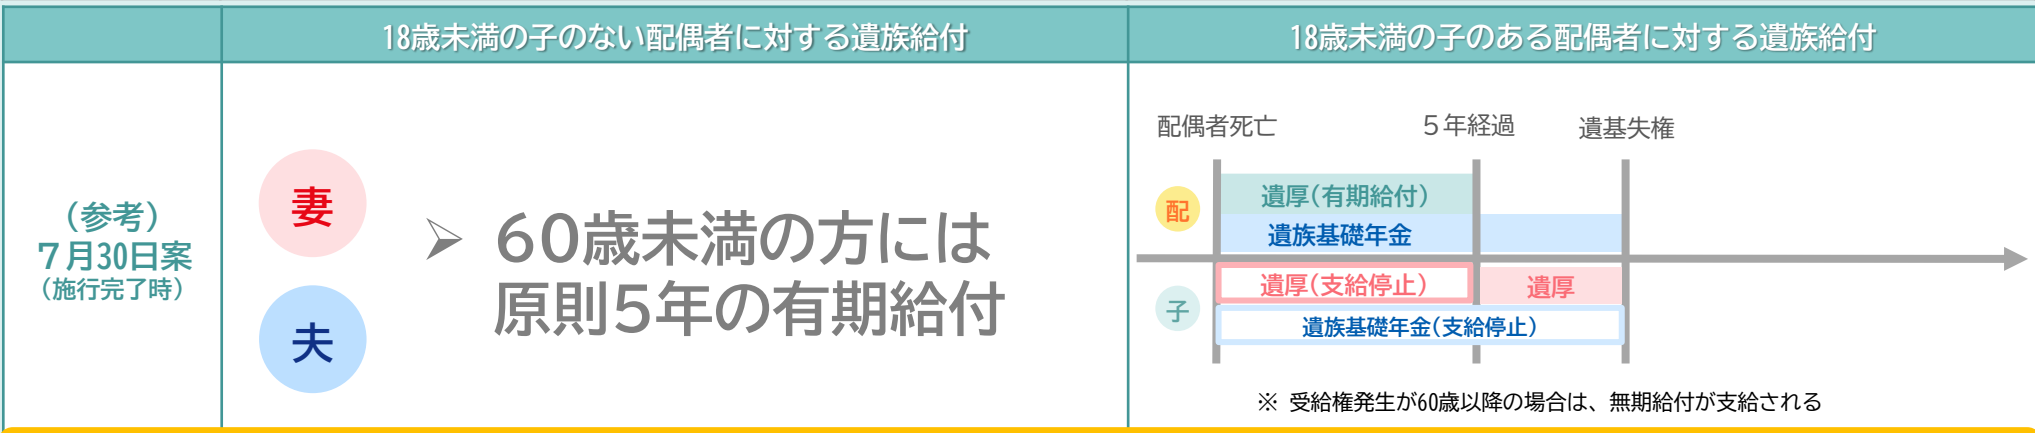 18歳未満の子のない配偶者に対する遺族給付
18歳未満の子のある配偶者に対する遺族給付
（参考）
７月30日案
（施行完了時）
妻
夫
➢ 60歳未満の方には
原則5年の有期給付
配偶者死亡
５年経過
遺基失権
配
遺厚(有期給付)
遺族基礎年金
子
遺厚(支給停止)
遺厚
遺族基礎年金(支給停止)
※ 受給権発生が60歳以降の場合は、無期給付が支給される